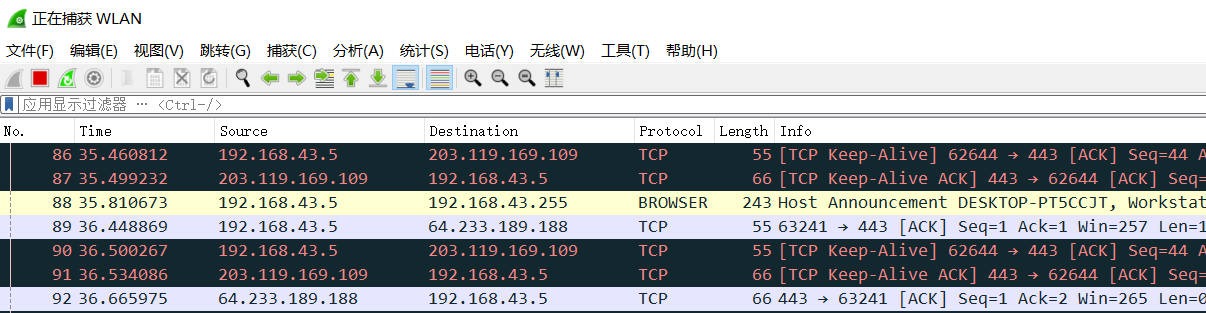 正在捕获 WLAN
文件(F) 编辑(E) 视图(V) 跳转(G) 捕获(C) 分析(A) 统计(S) 电话(Y) 无线(W) 工具(T) 帮助(H)
应用显示过滤器 … <Ctrl-/>
No. Time Source Destination Protocol Length Info
86 35.460812 192.168.43.5 203.119.169.109 TCP 55 [TCP Keep-Alive] 62644 → 443 [ACK] Seq=44 A
87 35.499232 203.119.169.109 192.168.43.5 TCP 66 [TCP Keep-Alive ACK] 443 → 62644 [ACK] Seq=
88 35.810673 192.168.43.5 192.168.43.255 BROWSER 243 Host Announcement DESKTOP-PT5CCJT, Workstat
89 36.448869 192.168.43.5 64.233.189.188 TCP 55 63241 → 443 [ACK] Seq=1 Ack=1 Win=257 Len=1
90 36.500267 192.168.43.5 203.119.169.109 TCP 55 [TCP Keep-Alive] 62644 → 443 [ACK] Seq=44 A
91 36.534086 203.119.169.109 192.168.43.5 TCP 66 [TCP Keep-Alive ACK] 443 → 62644 [ACK] Seq=
92 36.665975 64.233.189.188 192.168.43.5 TCP 66 443 → 63241 [ACK] Seq=1 Ack=2 Win=265 Len=0